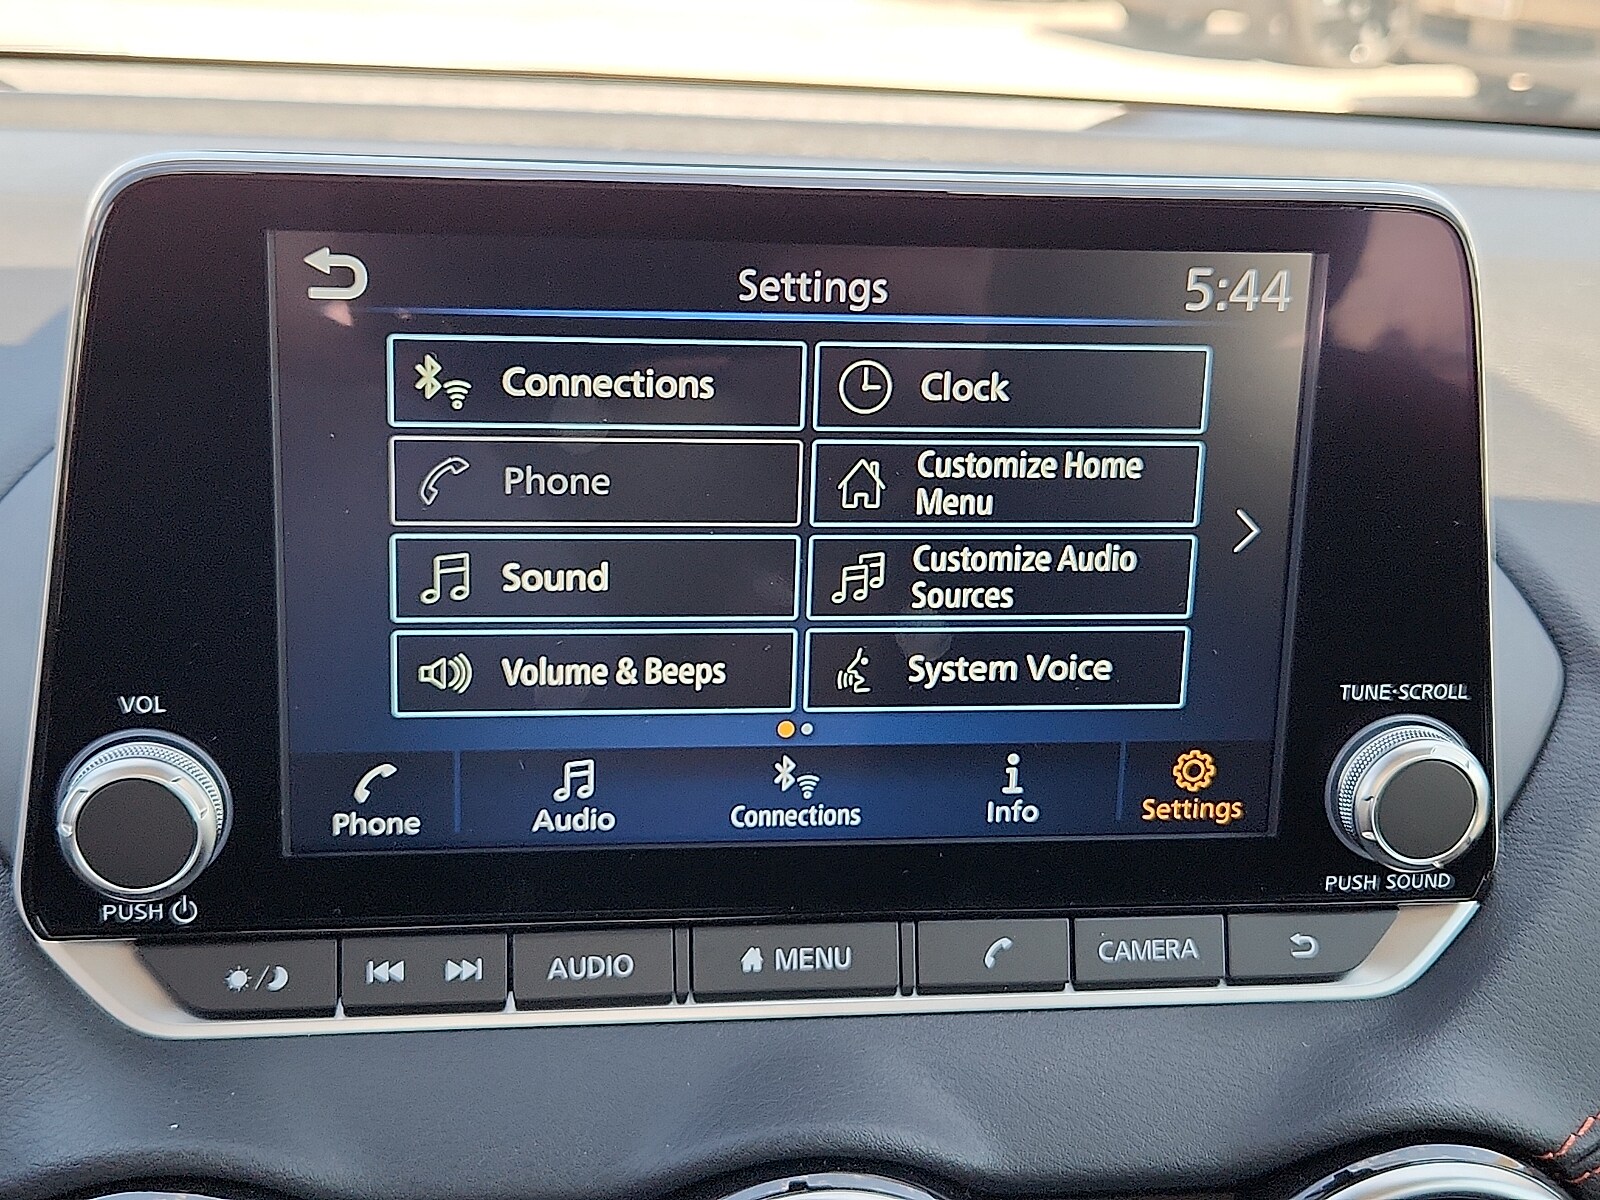 Settings
5:44
Connections
Clock
Phone
Customize Home
Menu
Sound
Customize Audio
Sources
Volume & Beeps
System Voice
VOL
TUNE·SCROLL
Phone
Audio
Connections
Info
Settings
PUSH
PUSH SOUND
AUDIO
MENU
CAMERA